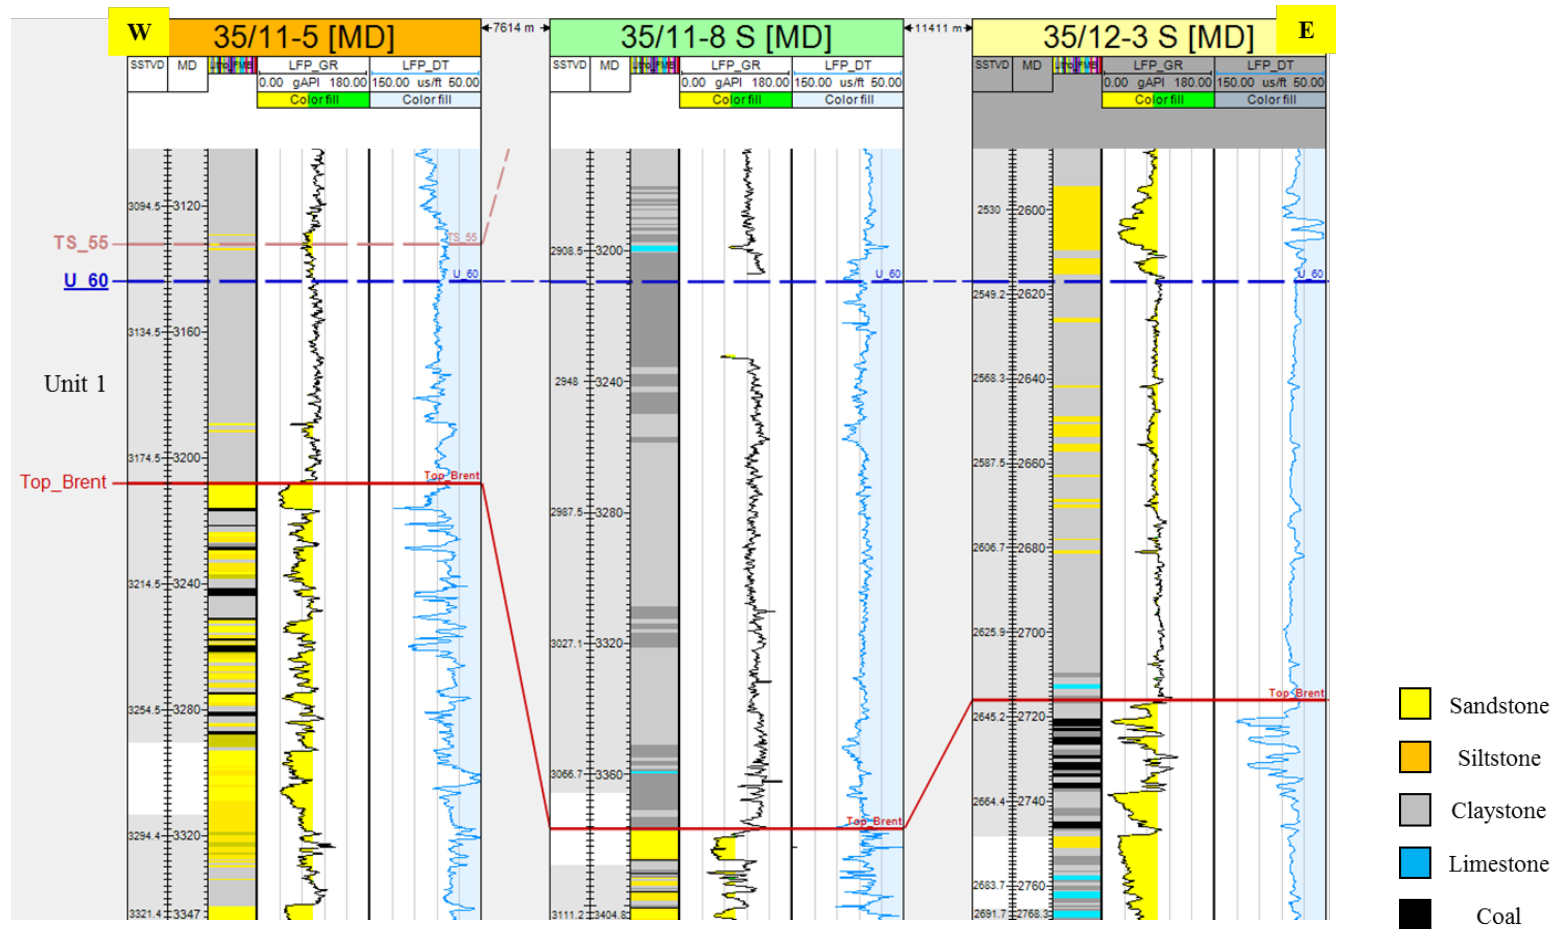 W
35/11-5 [MD]
7614 m
35/11-8 S [MD]
11411 m
35/12-3 S [MD]
E
SSTVD MD LFP_GR LFP_DT
0.00 gAPI 180.00 150.00 us/ft 50.00
Color fill Color fill
SSTVD MD LFP_GR LFP_DT
0.00 gAPI 180.00 150.00 us/ft 50.00
Color fill Color fill
SSTVD MD LFP_GR LFP_DT
0.00 gAPI 180.00 150.00 us/ft 50.00
Color fill Color fill
TS_55
U_60
Unit 1
Top_Brent
3094.5 3120
3134.5 3160
3174.5 3200
3214.5 3240
3254.5 3280
3294.4 3320
3321.4 3347
TS_55
U_60
Top_Brent
2908.5 3200
2948 3240
2987.5 3280
3027.1 3320
3066.7 3360
3111.2 3404.8
U_60
Top_Brent
2530 2600
2549.2 2620
2568.3 2640
2587.5 2660
2606.7 2680
2625.9 2700
2645.2 2720
2664.4 2740
2683.7 2760
2691.7 2768.3
U_60
Top_Brent
Sandstone
Siltstone
Claystone
Limestone
Coal